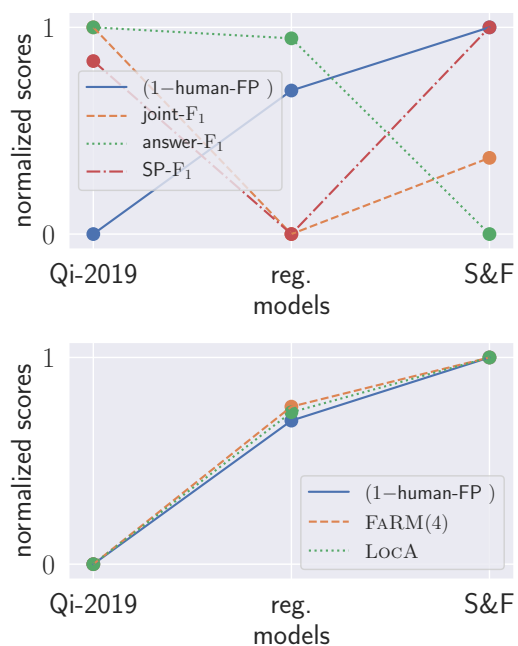 1
normalized scores
0
(1−human-FP )
joint-F₁
answer-F₁
SP-F₁
Qi-2019 reg. S&F
models
1
normalized scores
0
(1−human-FP )
FARM(4)
LOCA
Qi-2019 reg. S&F
models